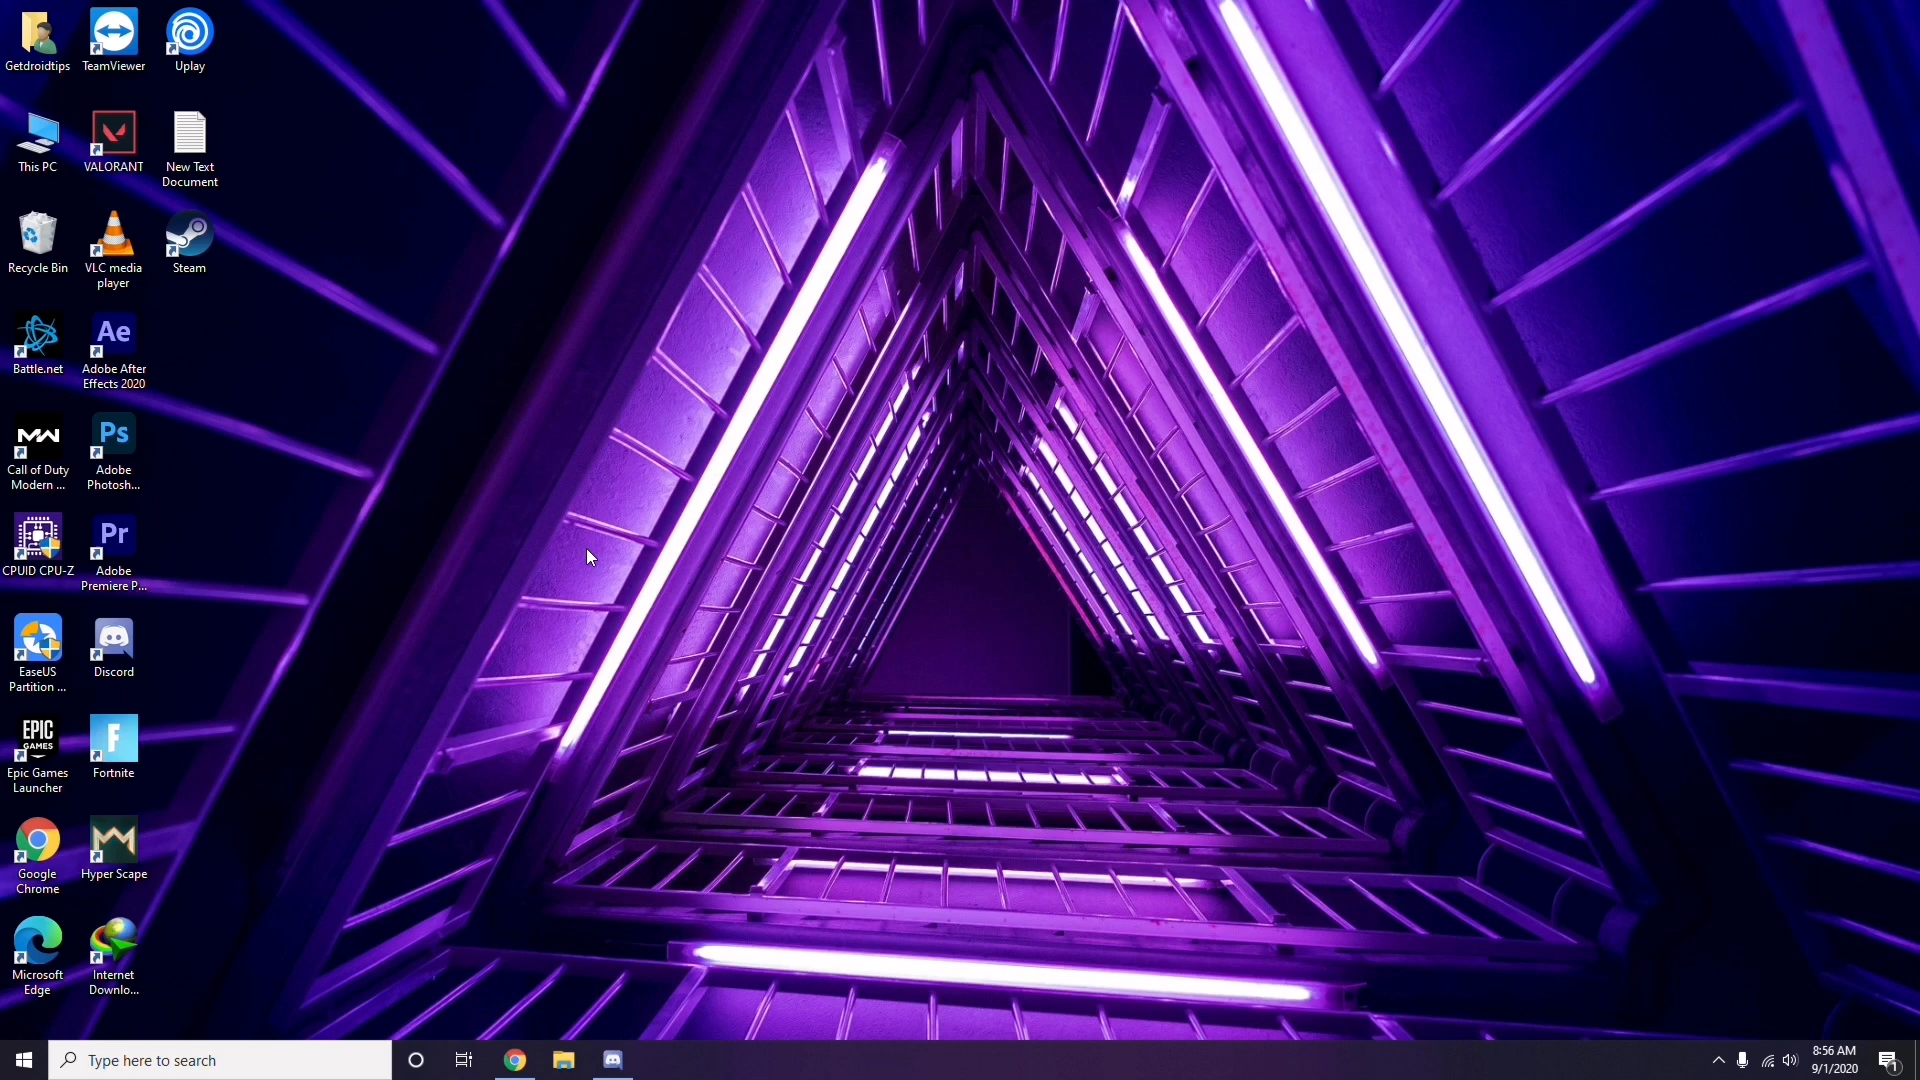 Getdroidtips
TeamViewer
Uplay
This PC
VALORANT
New Text
Document
Recycle Bin
VLC media
player
Steam
Battle.net
Ae
Adobe After
Effects 2020
MW
Call of Duty
Modern ...
Ps
Adobe
Photosh...
CPUID CPU-Z
Pr
Adobe
Premiere P...
EaseUS
Partition ...
Discord
EPIC
GAMES
Epic Games
Launcher
F
Fortnite
Google
Chrome
Hyper Scape
Microsoft
Edge
Internet
Downlo...
Type here to search
8:56 AM
9/1/2020
1